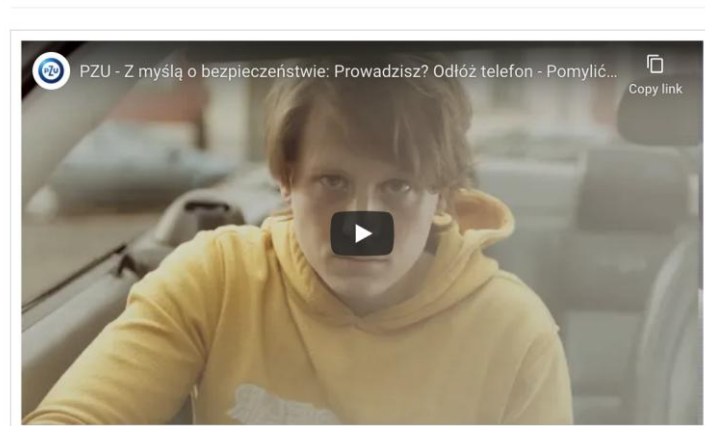 PZU
PZU - Z myślą o bezpieczeństwie: Prowadzisz? Odłóż telefon - Pomylić...
Copy link